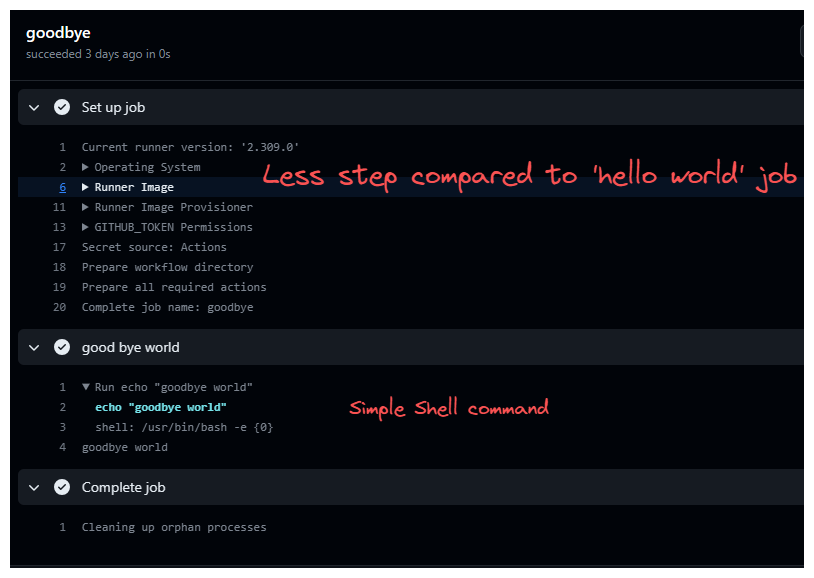 goodbye
succeeded 3 days ago in 0s
Set up job
1 Current runner version: '2.309.0'
2 ▶ Operating System
Less step compared to 'hello world' job
6 ▶ Runner Image
11 ▶ Runner Image Provisioner
13 ▶ GITHUB_TOKEN Permissions
17 Secret source: Actions
18 Prepare workflow directory
19 Prepare all required actions
20 Complete job name: goodbye
good bye world
1 ▼ Run echo "goodbye world"
2 echo "goodbye world"
Simple Shell command
3 shell: /usr/bin/bash -e {0}
4 goodbye world
Complete job
1 Cleaning up orphan processes